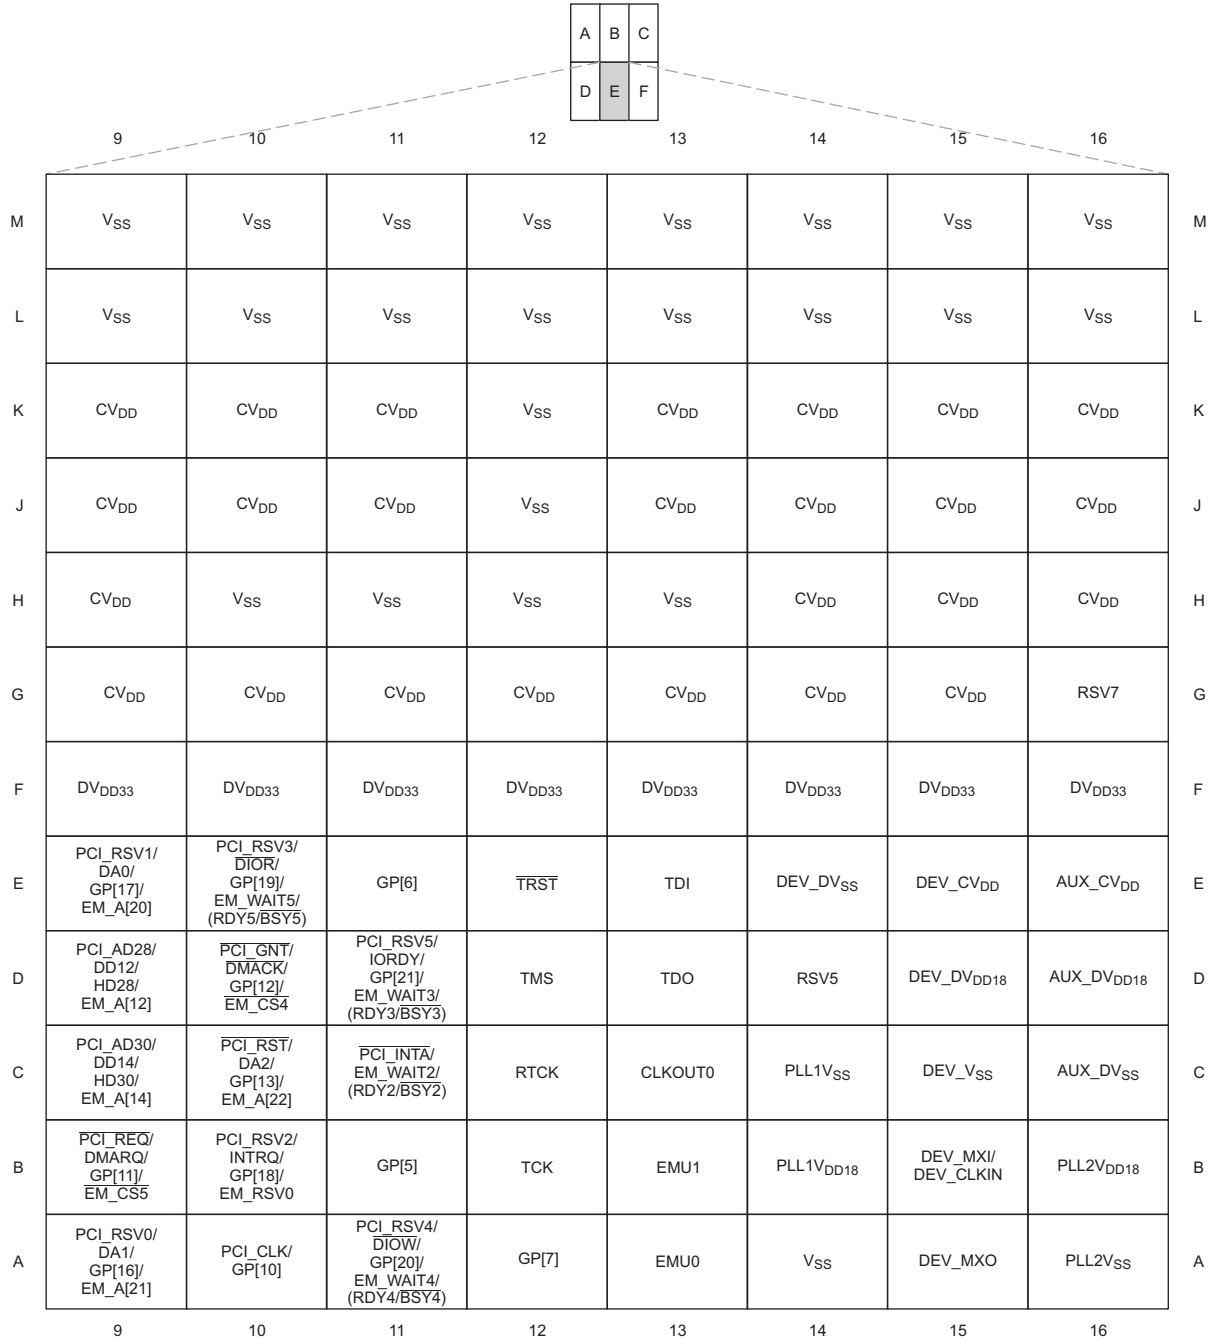 A B C
D E F
9 10 11 12 13 14 15 16
M VSS VSS VSS VSS VSS VSS VSS VSS M
L VSS VSS VSS VSS VSS VSS VSS VSS L
K CVDD CVDD CVDD VSS CVDD CVDD CVDD CVDD K
J CVDD CVDD CVDD VSS CVDD CVDD CVDD CVDD J
H CVDD VSS VSS VSS VSS CVDD CVDD CVDD H
G CVDD CVDD CVDD CVDD CVDD CVDD CVDD RSV7 G
F DVDD33 DVDD33 DVDD33 DVDD33 DVDD33 DVDD33 DVDD33 DVDD33 F
E
PCI_RSV1/
DA0/
GP[17]/
EM_A[20]
PCI_RSV3/
DIOR/
GP[19]/
EM_WAIT5/
(RDY5/BSY5)
GP[6]
TRST
TDI
DEV_DVSS
DEV_CVDD
AUX_CVDD
E
D
PCI_AD28/
DD12/
HD28/
EM_A[12]
PCI_GNT/
DMACK/
GP[12]/
EM_CS4
PCI_RSV5/
IORDY/
GP[21]/
EM_WAIT3/
(RDY3/BSY3)
TMS
TDO
RSV5
DEV_DVDD18
AUX_DVDD18
D
C
PCI_AD30/
DD14/
HD30/
EM_A[14]
PCI_RST/
DA2/
GP[13]/
EM_A[22]
PCI_INTA/
EM_WAIT2/
(RDY2/BSY2)
RTCK
CLKOUT0
PLL1VSS
DEV_VSS
AUX_DVSS
C
B
PCI_REQ/
DMARQ/
GP[11]/
EM_CS5
PCI_RSV2/
INTRQ/
GP[18]/
EM_RSV0
GP[5]
TCK
EMU1
PLL1VDD18
DEV_MXI/
DEV_CLKIN
PLL2VDD18
B
A
PCI_RSV0/
DA1/
GP[16]/
EM_A[21]
PCI_CLK/
GP[10]
PCI_RSV4/
DIOW/
GP[20]/
EM_WAIT4/
(RDY4/BSY4)
GP[7]
EMU0
VSS
DEV_MXO
PLL2VSS
A
9 10 11 12 13 14 15 16